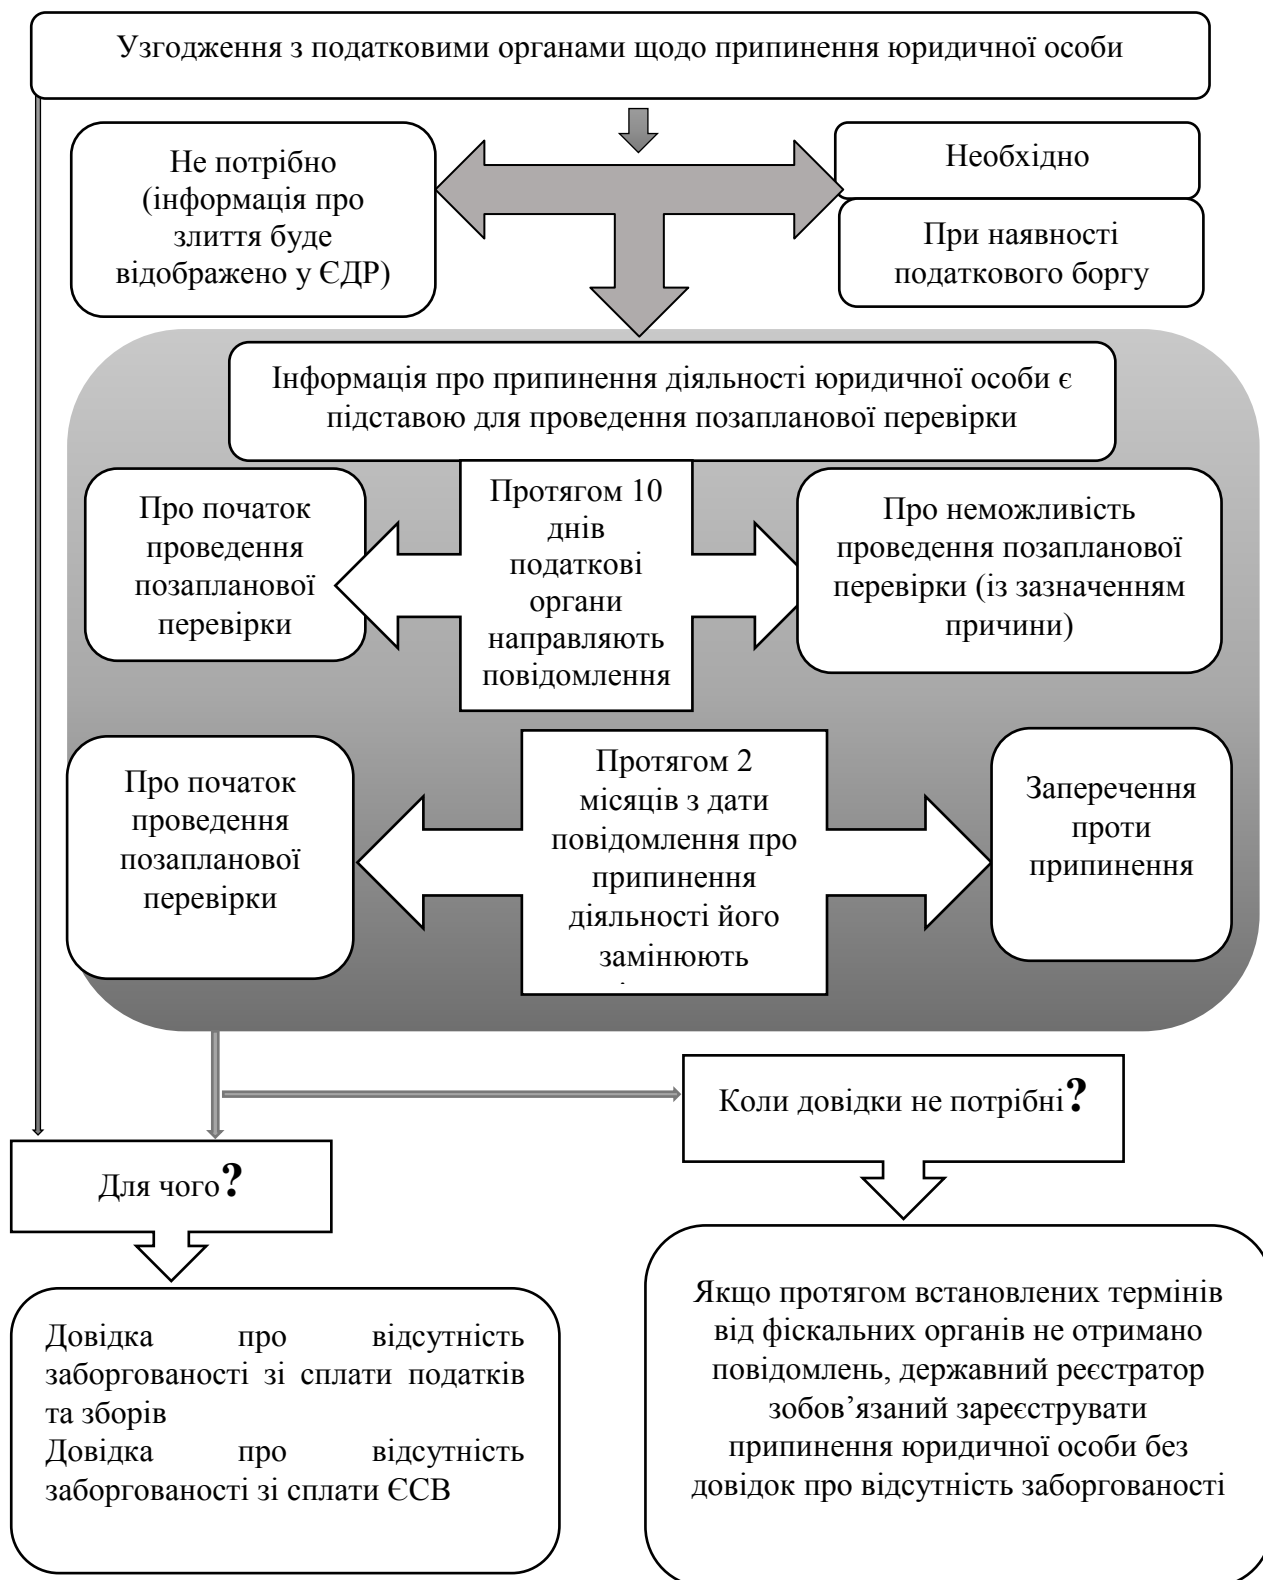 Узгодження з податковими органами щодо припинення юридичної особи
Не потрібно
(інформація про
злиття буде
відображено у ЄДР)
Необхідно
При наявності
податкового боргу
Інформація про припинення діяльності юридичної особи є
підставою для проведення позапланової перевірки
Про початок
проведення
позапланової
перевірки
Протягом 10
днів
податкові
органи
направляють
повідомлення
Про неможливість
проведення позапланової
перевірки (із зазначенням
причини)
Про початок
проведення
позапланової
перевірки
Протягом 2
місяців з дати
повідомлення про
припинення
діяльності його
замінюють
Заперечення
проти
припинення
Коли довідки не потрібні?
Для чого?
Довідка про відсутність
заборгованості зі сплати податків
та зборів
Довідка про відсутність
заборгованості зі сплати ЄСВ
Якщо протягом встановлених термінів
від фіскальних органів не отримано
повідомлень, державний реєстратор
зобов’язаний зареєструвати
припинення юридичної особи без
довідок про відсутність заборгованості